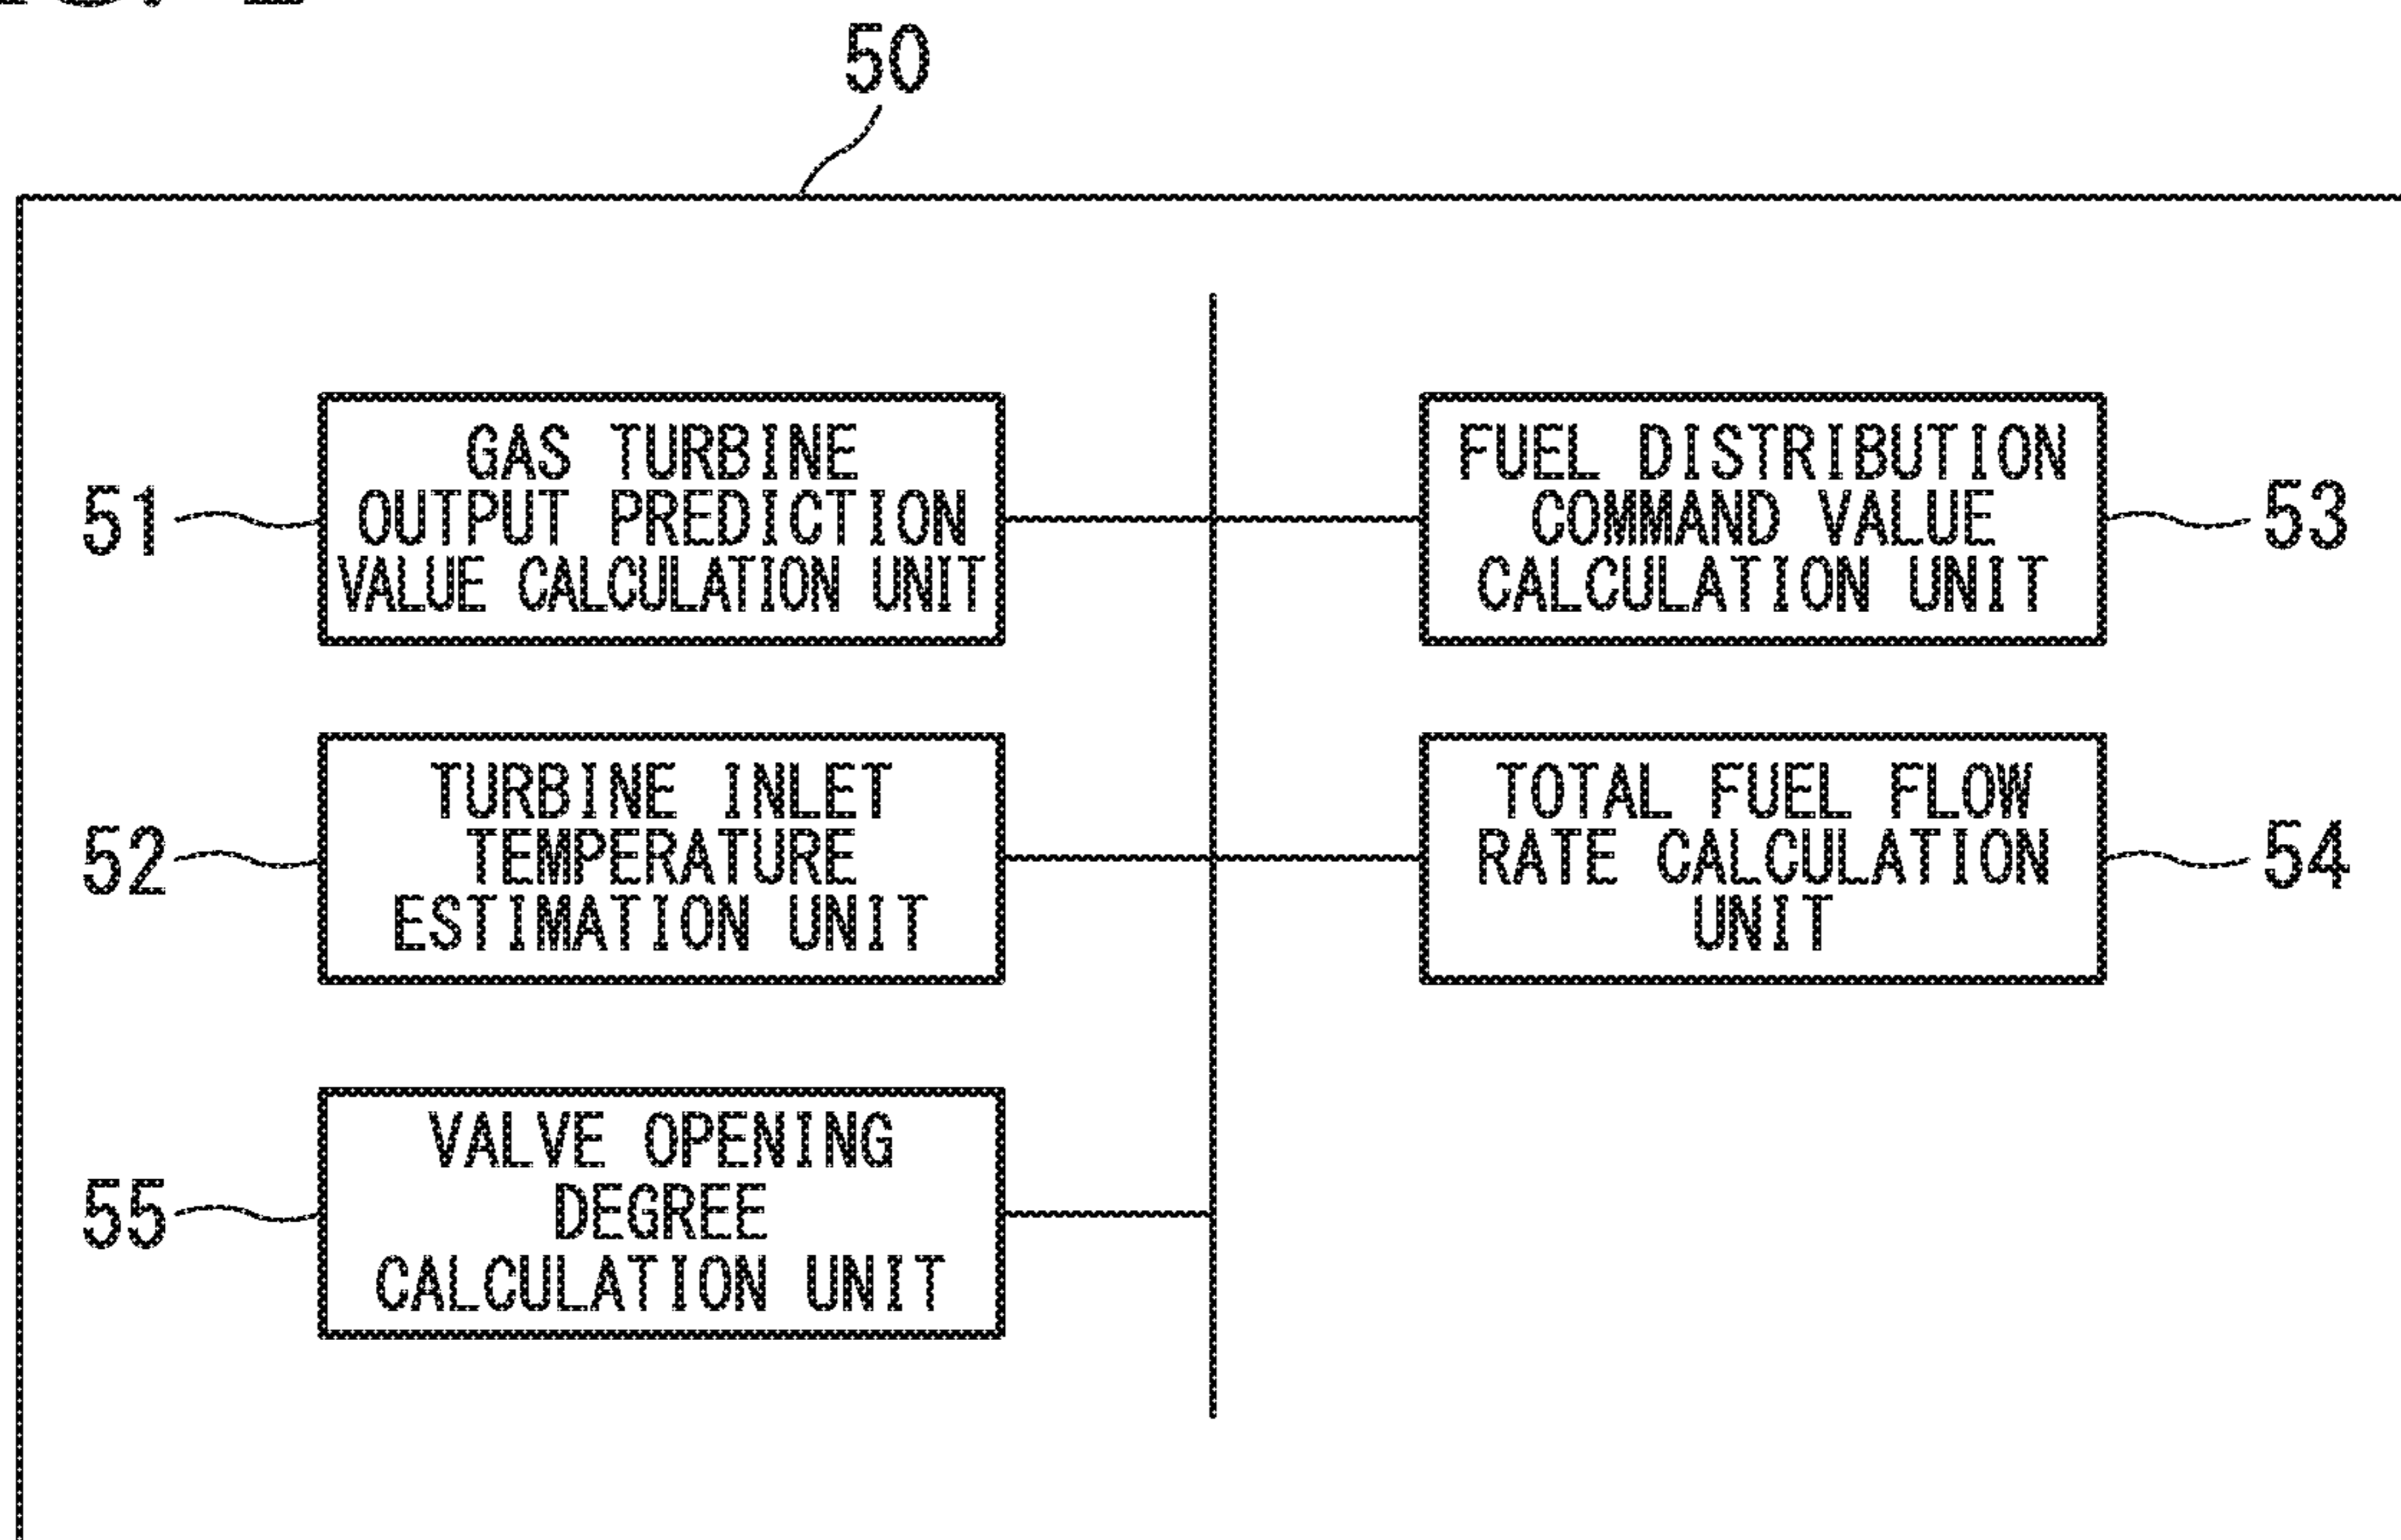 50
51
GAS TURBINE
OUTPUT PREDICTION
VALUE CALCULATION UNIT
FUEL DISTRIBUTION
COMMAND VALUE
CALCULATION UNIT
53
52
TURBINE INLET
TEMPERATURE
ESTIMATION UNIT
TOTAL FUEL FLOW
RATE CALCULATION
UNIT
54
55
VALVE OPENING
DEGREE
CALCULATION UNIT